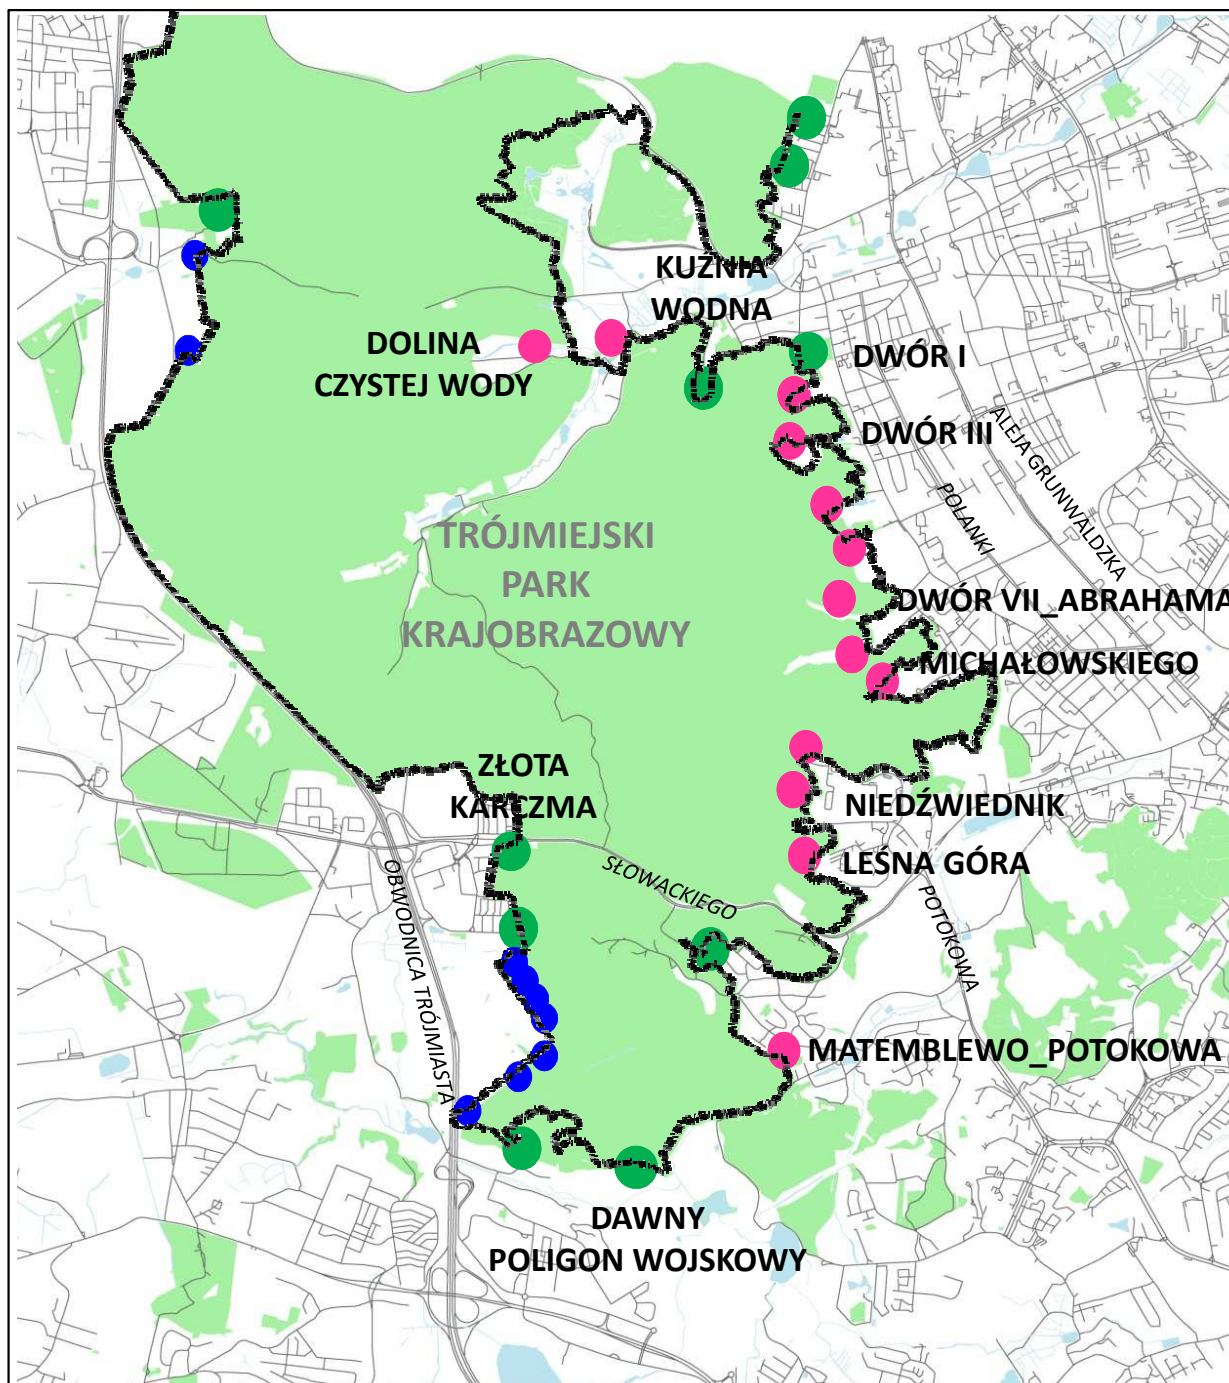 KUŹNIA
WODNA
DOLINA
CZYSTEJ WODY
DWÓR I
DWÓR III
ALEJA GRUNWALDZKA
POLANKI
TRÓJMIEJSKI
PARK
KRAJOBRAZOWY
DWÓR VII_ABRAHAMA
MICHAŁOWSKIEGO
ZŁOTA
KARCZMA
NIEDŹWIEDNIK
LEŚNA GÓRA
SŁOWACKIEGO
OBWODNICA TRÓJMIASTA
POTOKOWA
MATEMBLEWO_POTOKOWA
DAWNY
POLIGON WOJSKOWY